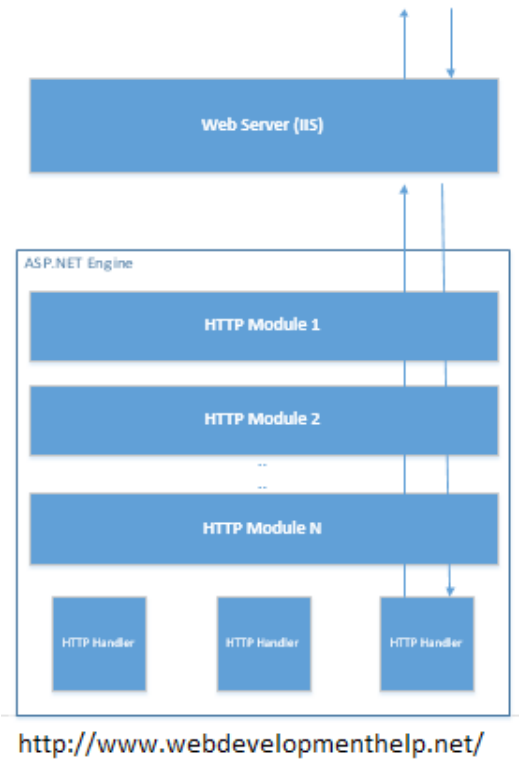 Web Server (IIS)
ASP.NET Engine
HTTP Module 1
HTTP Module 2
..
..
HTTP Module N
HTTP Handler
HTTP Handler
HTTP Handler
http://www.webdevelopmenthelp.net/